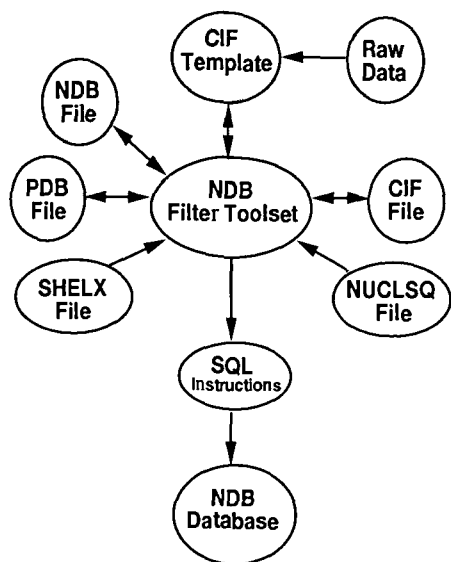 CIF
Template
Raw
Data
NDB
File
PDB
File
NDB
Filter Toolset
CIF
File
SHELX
File
NUCLSQ
File
SQL
Instructions
NDB
Database